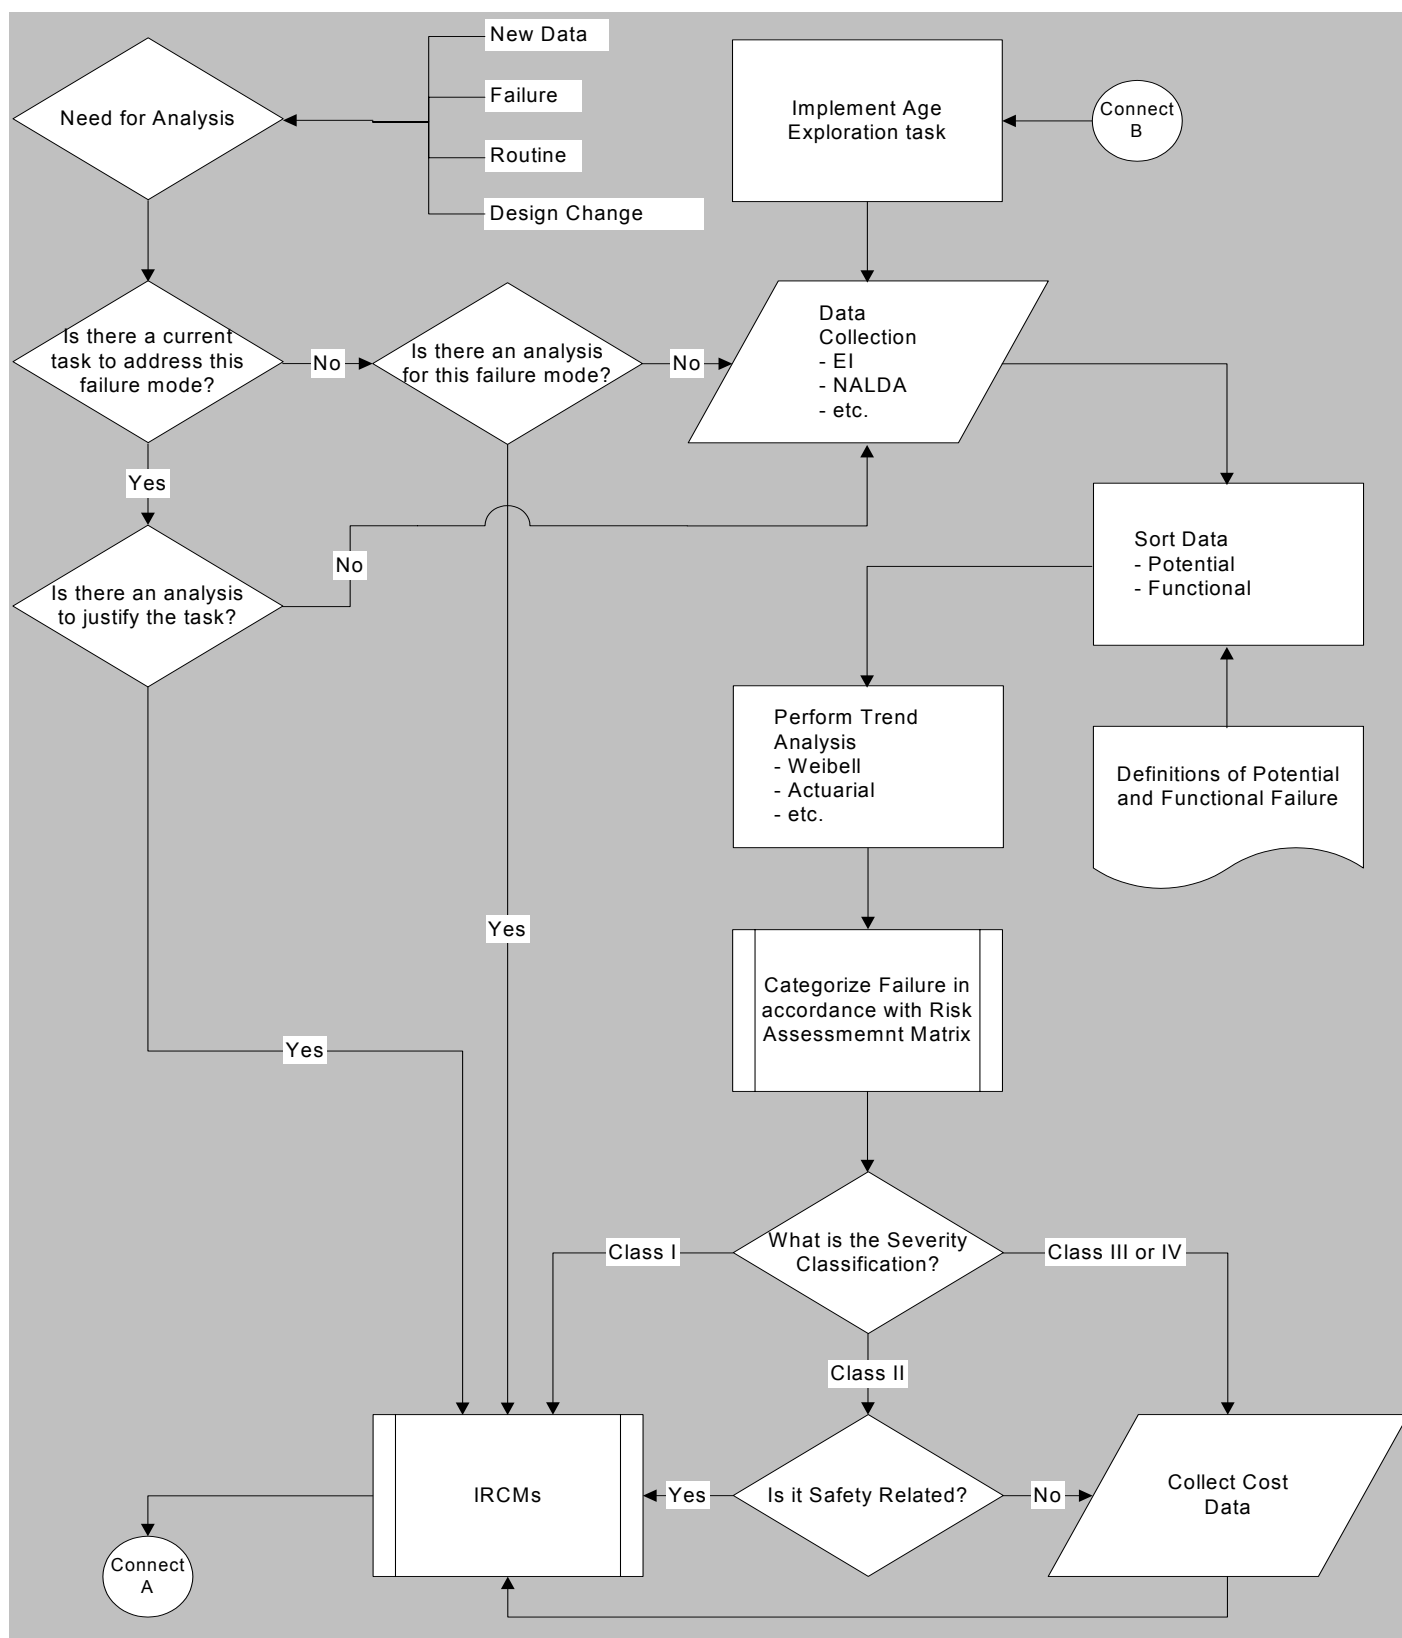 New Data
Failure
Routine
Design Change
Need for Analysis
Implement Age
Exploration task
Connect
B
Is there a current
task to address this
failure mode?
No
Is there an analysis
for this failure mode?
No
Data
Collection
- EI
- NALDA
- etc.
Yes
Is there an analysis
to justify the task?
No
Sort Data
- Potential
- Functional
Perform Trend
Analysis
- Weibell
- Actuarial
- etc.
Definitions of Potential
and Functional Failure
Yes
Categorize Failure in
accordance with Risk
Assessmemnt Matrix
Yes
What is the Severity
Classification?
Class I
Class III or IV
Class II
IRCMs
Yes
Is it Safety Related?
No
Collect Cost
Data
Connect
A